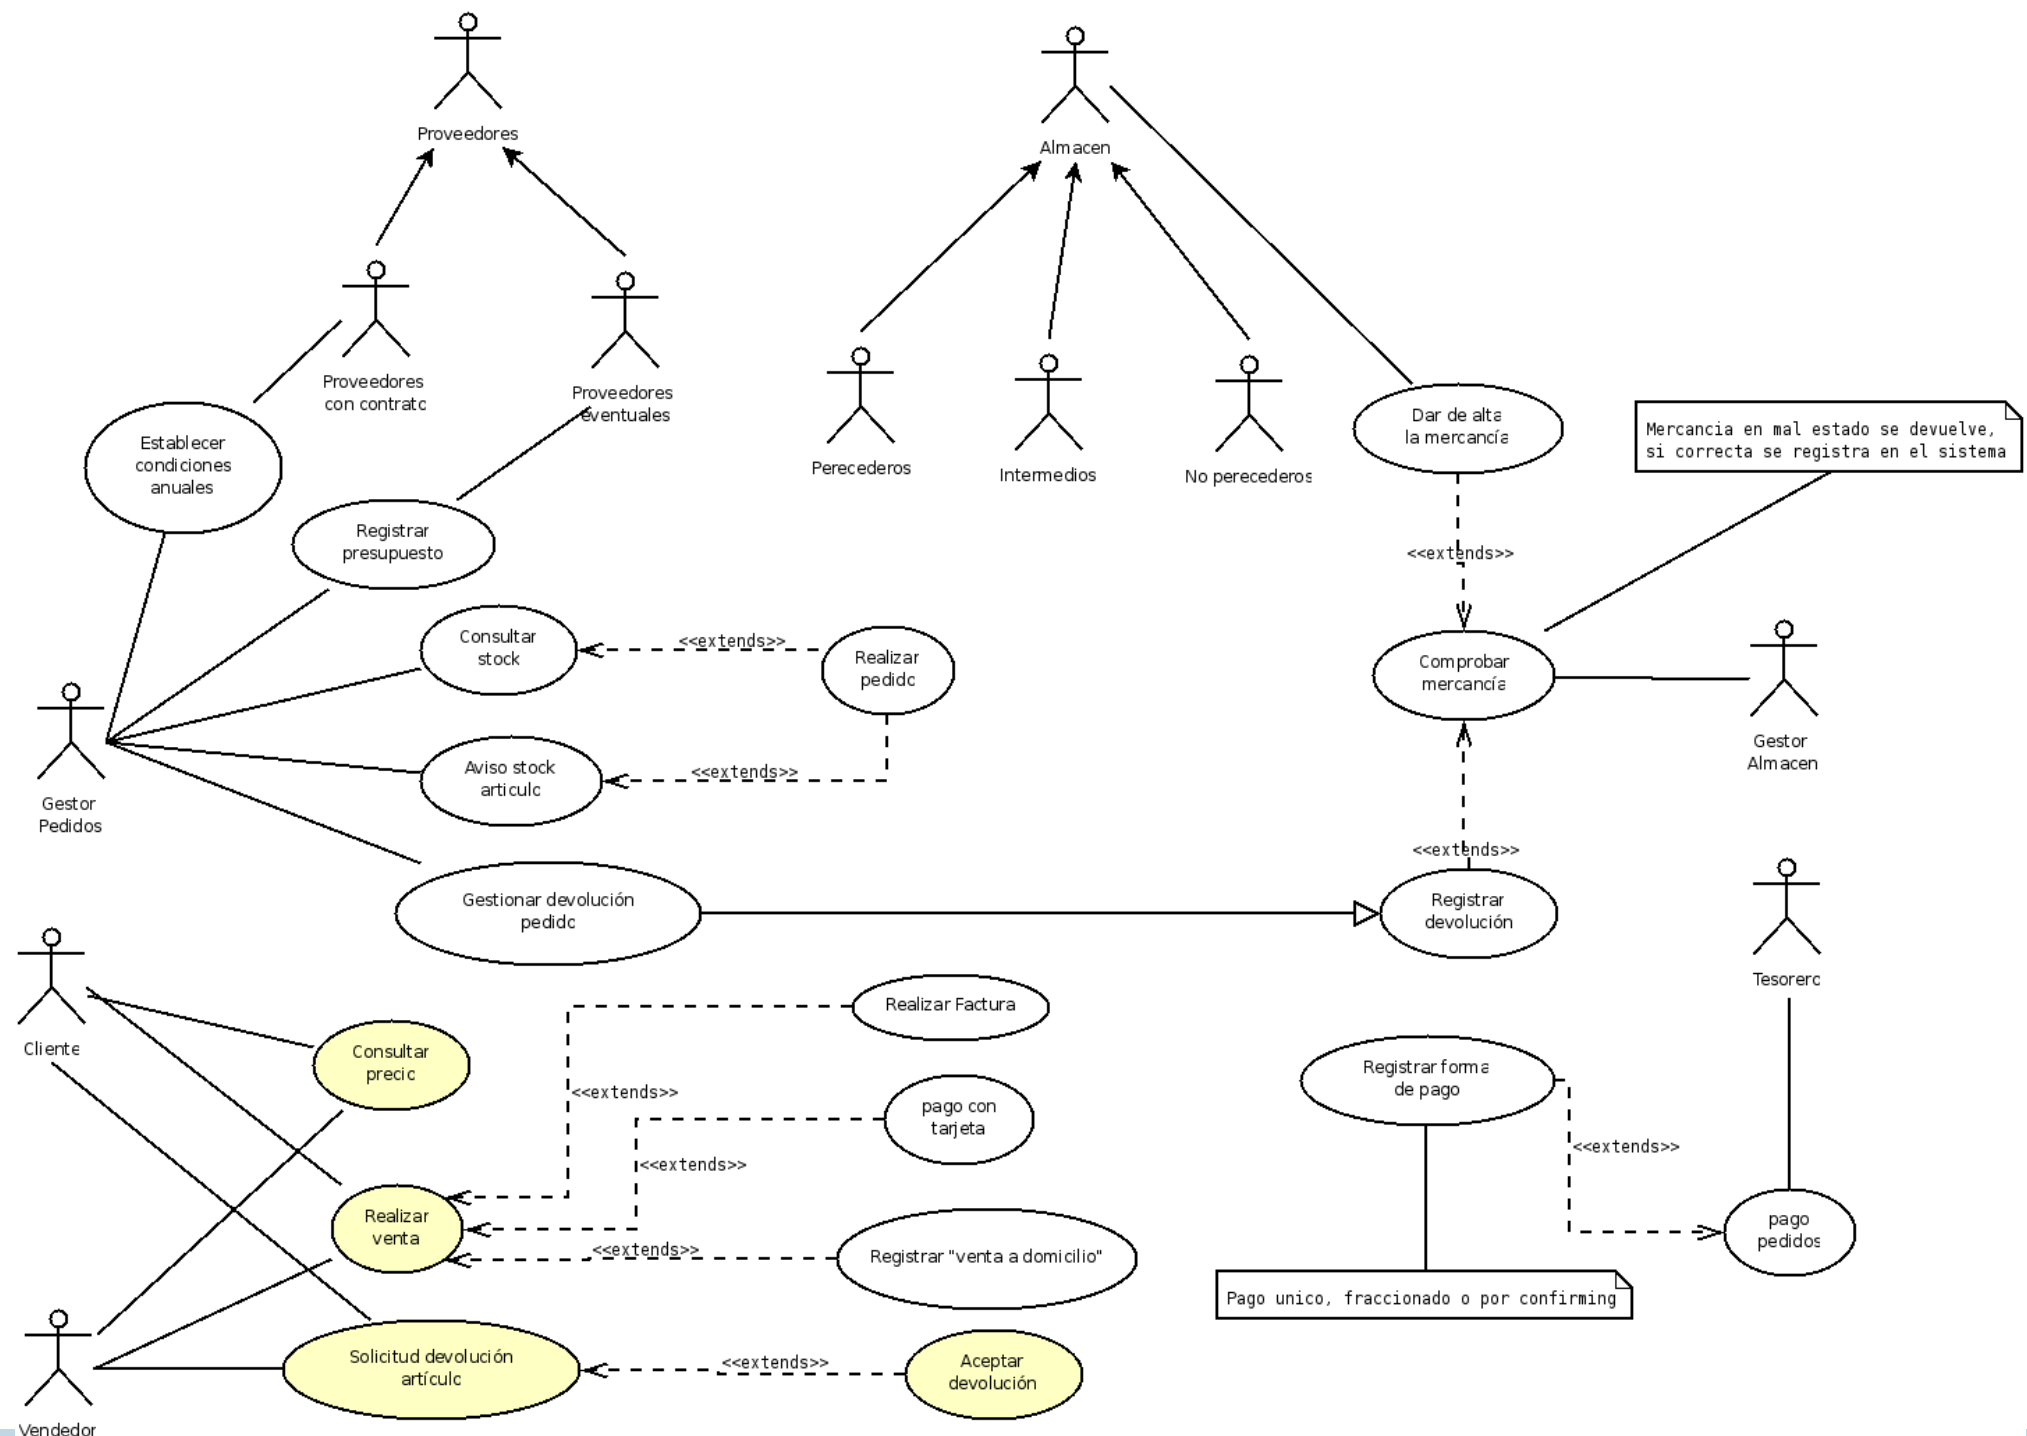 Proveedores
Almacen
Proveedores
con contrato
Proveedores
eventuales
Perecederos
Intermedios
No perecederos
Dar de alta
la mercancía
Mercancia en mal estado se devuelve,
si correcta se registra en el sistema
Establecer
condiciones
anuales
Registrar
presupuesto
<<extends>>
Consultar
stock
<<extends>>
Realizar
pedido
Comprobar
mercancía
Gestor
Almacen
Aviso stock
articulo
<<extends>>
Gestor
Pedidos
<<extends>>
Gestionar devolución
pedido
Registrar
devolución
Tesorero
Cliente
Consultar
precio
Realizar Factura
<<extends>>
pago con
tarjeta
<<extends>>
Registrar forma
de pago
<<extends>>
Realizar
venta
<<extends>>
Registrar "venta a domicilio"
pago
pedidos
Pago unico, fraccionado o por confirming
Solicitud devolución
artículo
<<extends>>
Aceptar
devolución
Vendedor